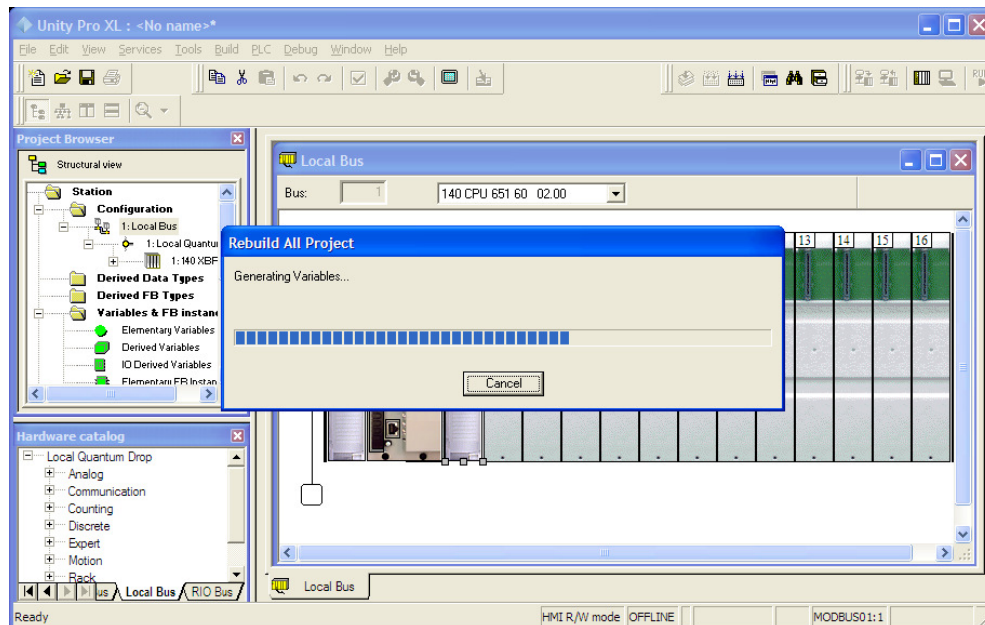 Unity Pro XL : <No name>*
File Edit View Services Tools Build PLC Debug Window Help
Project Browser
Structural view
Station
Configuration
1: Local Bus
1: Local Quantu
1: 140 XBF
Derived Data Types
Derived FB Types
Variables & FB instan
Elementary Variables
Derived Variables
IO Derived Variables
Elementary FB Instan
Hardware catalog
Local Quantum Drop
Analog
Communication
Counting
Discrete
Expert
Motion
Rack
us Local Bus RIO Bus
Local Bus
Bus: 1 140 CPU 651 60 02.00
13 14 15 16
Rebuild All Project
Generating Variables...
Cancel
Local Bus
Ready HMI R/W mode OFFLINE MODBUS01:1